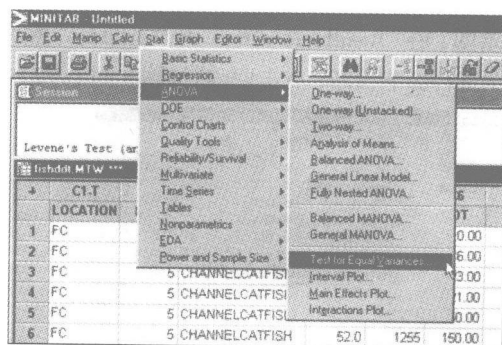 MINITAB - Untitled
File Edit Manip Calc Stat Graph Editor Window Help
Session
Levene's Test (an
fishddt.MTW ***
Basic Statistics
Regression
ANOVA
DOE
Control Charts
Quality Tools
Reliability/Survival
Multivariate
Time Series
Tables
Nonparametrics
EDA
Power and Sample Size
One-way...
One-way (Unstacked)...
Two-way...
Analysis of Means...
Balanced ANOVA...
General Linear Model...
Fully Nested ANOVA...
Balanced MANOVA...
General MANOVA...
Test for Equal Variances...
Interval Plot...
Main Effects Plot...
Interactions Plot...
C1-T
LOCATION
1 FC
2 FC
3 FC 5 CHANNELCATFISH
4 FC 5 CHANNELCATFISH
5 FC 5 CHANNELCATFISH
6 FC 5 CHANNELCATFISH 52.0 1255 150.00